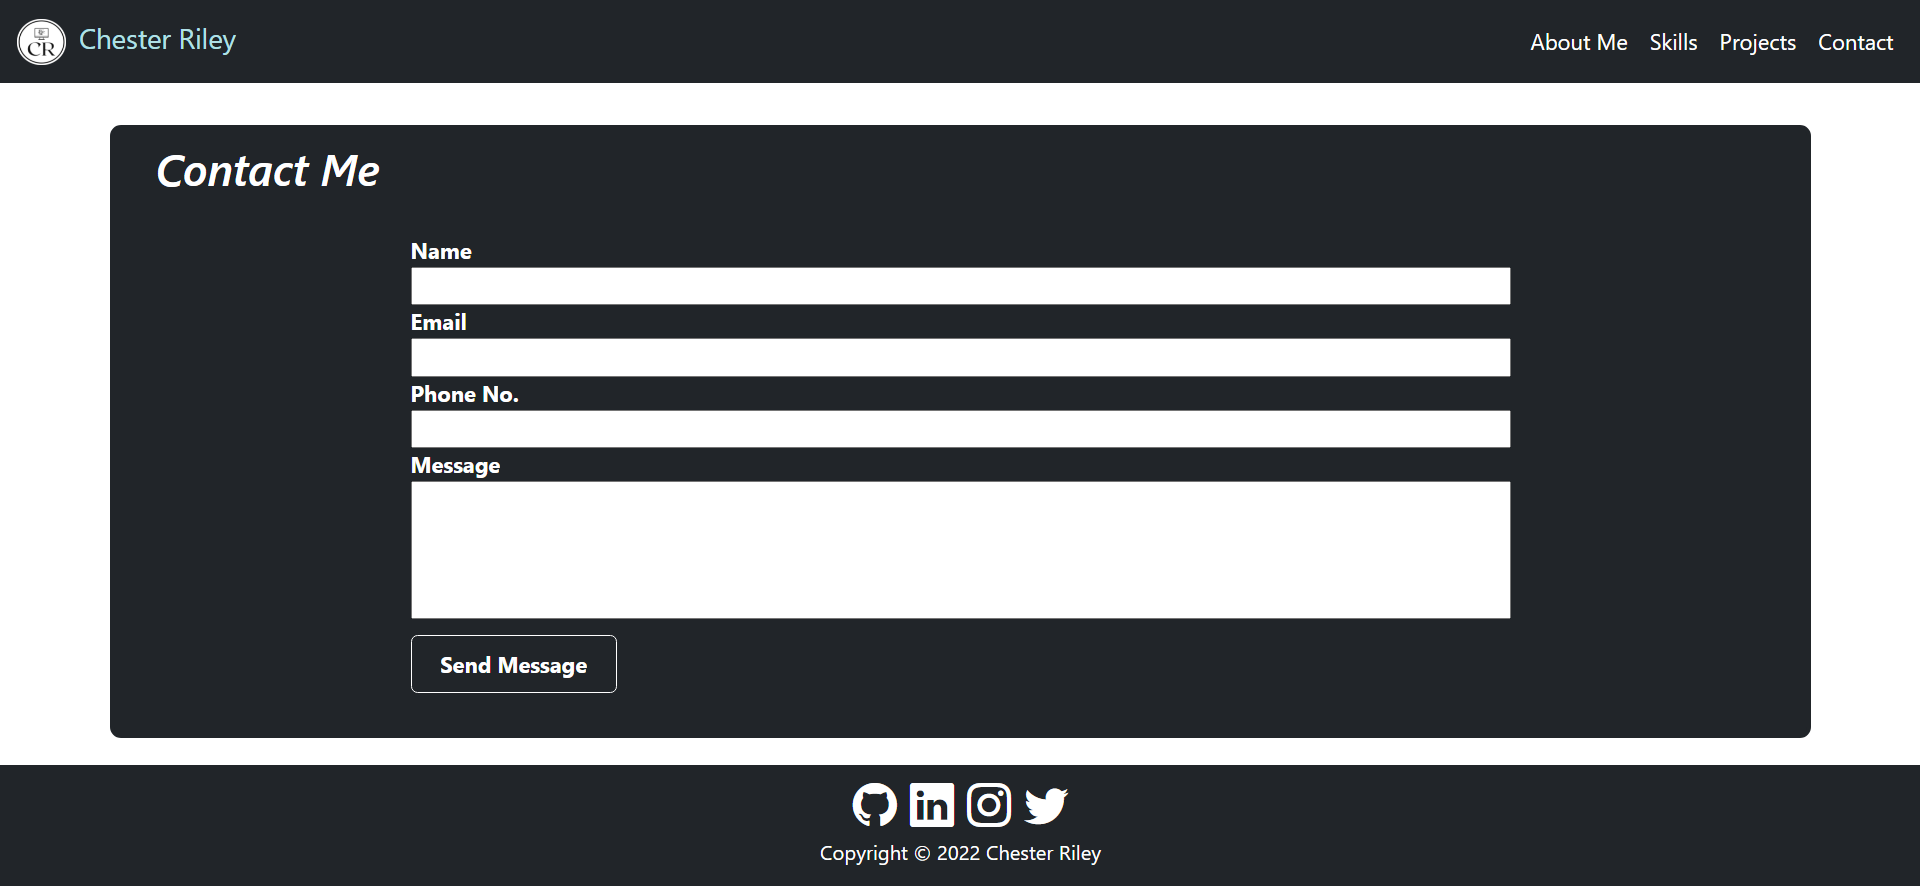 CR
Chester Riley
About Me Skills Projects Contact
Contact Me
Name
Email
Phone No.
Message
Send Message
in
Copyright © 2022 Chester Riley